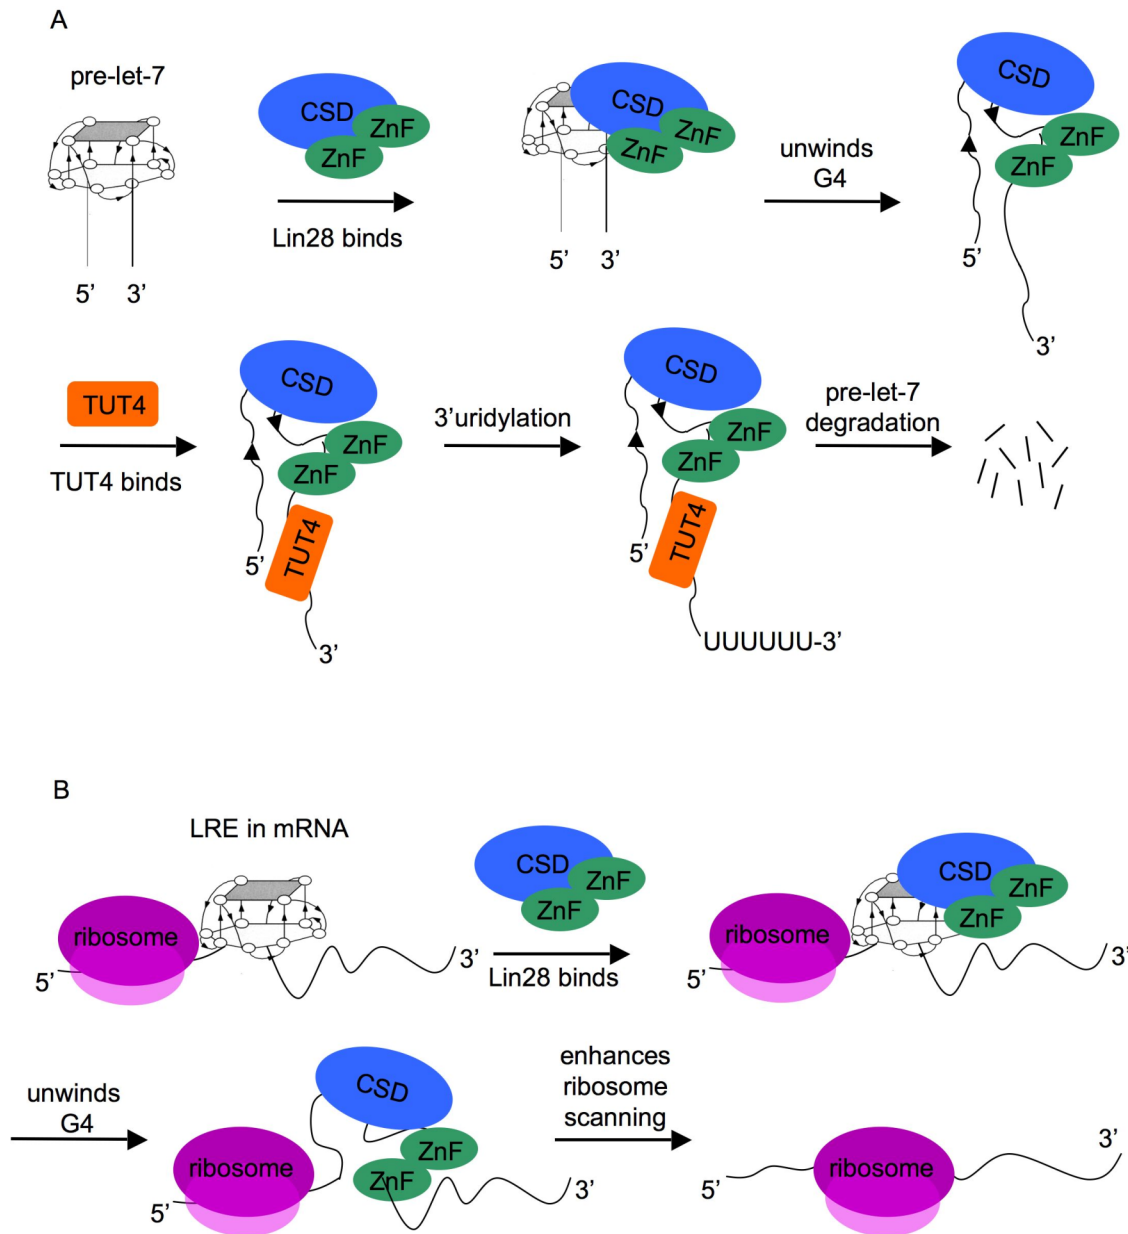 A
pre-let-7
5’ 3’
CSD
ZnF
ZnF
Lin28 binds
CSD
ZnF
ZnF
5’ 3’
unwinds
G4
CSD
ZnF
ZnF
5’
3’
TUT4
TUT4 binds
CSD
ZnF
ZnF
5’
TUT4
3’
3’uridylation
CSD
ZnF
ZnF
5’
TUT4
UUUUUU-3’
pre-let-7
degradation
B
LRE in mRNA
ribosome
5’
3’
CSD
ZnF
ZnF
Lin28 binds
CSD
ZnF
ZnF
ribosome
5’
3’
unwinds
G4
CSD
ZnF
ZnF
ribosome
5’
3’
enhances
ribosome
scanning
3’
ribosome
5’